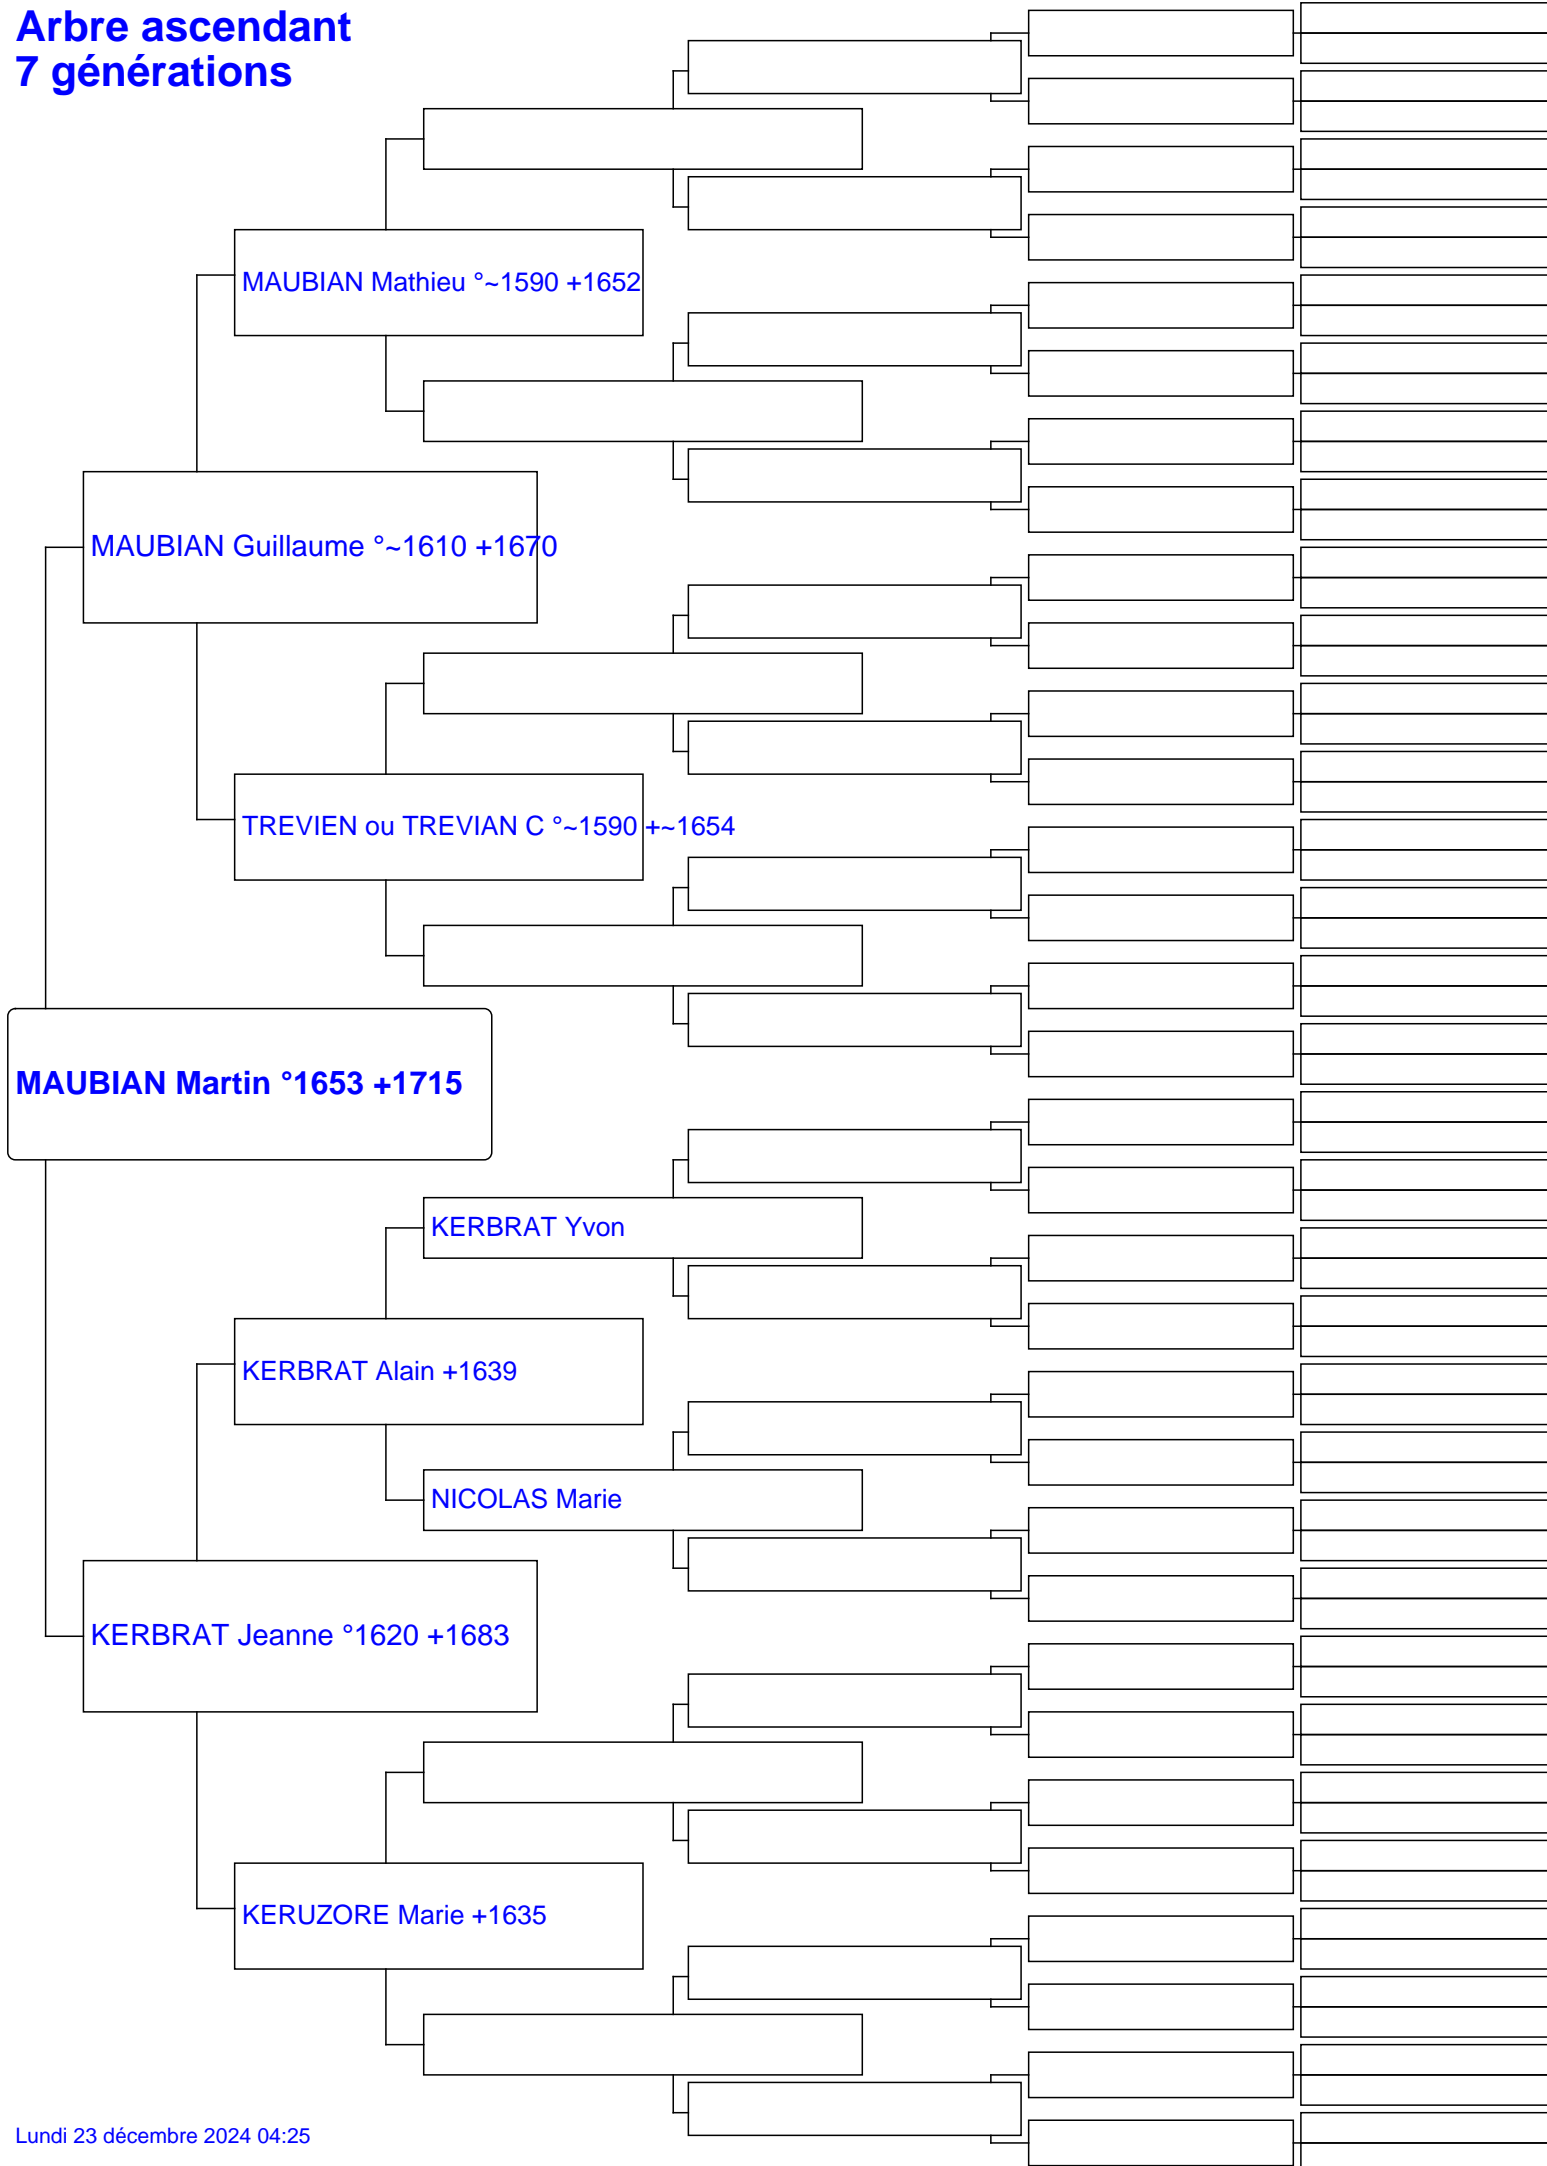 Arbre ascendant
7 générations
MAUBIAN Mathieu °~1590 +1652
MAUBIAN Guillaume °~1610 +1670
TREVIEN ou TREVIAN C °~1590 +~1654
MAUBIAN Martin °1653 +1715
KERBRAT Yvon
KERBRAT Alain +1639
NICOLAS Marie
KERBRAT Jeanne °1620 +1683
KERUZORE Marie +1635
Lundi 23 décembre 2024 04:25